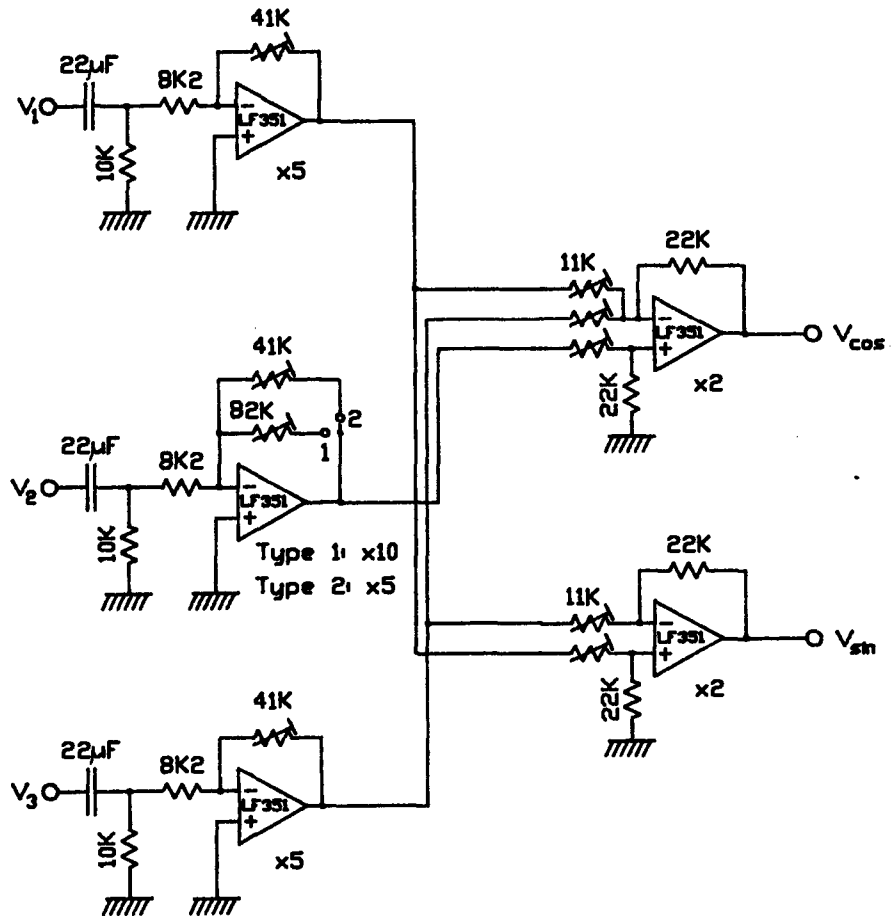 41K
22µF
8K2
V1
LF351
10K
x5
22K
11K
LF351
Vcos
x2
22K
41K
82K
2
1
22µF
8K2
V2
LF351
10K
Type 1: x10
Type 2: x5
22K
11K
LF351
Vsin
x2
22K
41K
22µF
8K2
V3
LF351
10K
x5